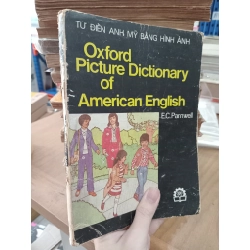 TỪ ĐIỂN ANH MỸ BẰNG HÌNH ẢNH
Oxford
Picture Dictionary
of
American English
E.C. Parnwell